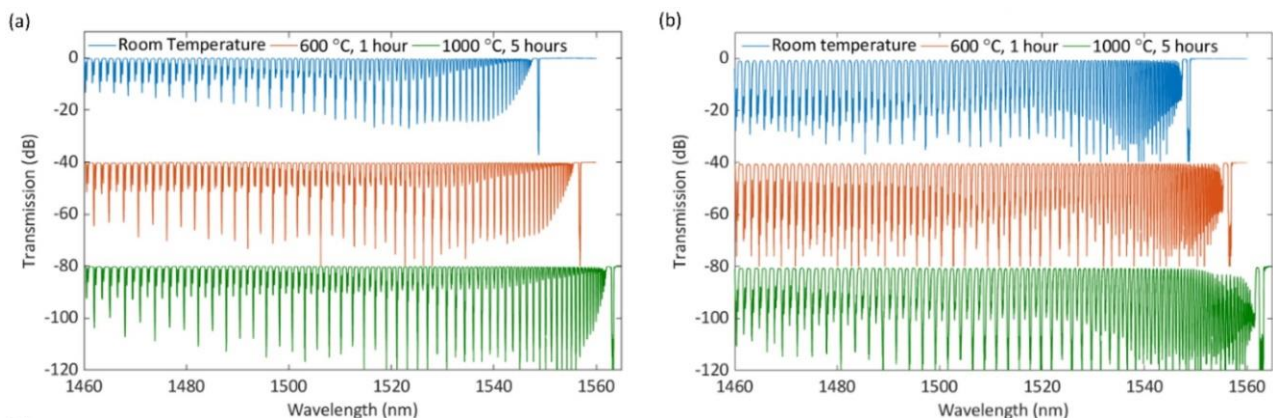 (a)
Room Temperature 600 °C, 1 hour 1000 °C, 5 hours
0
-20
-40
-60
-80
-100
-120
Transmission (dB)
1460 1480 1500 1520 1540 1560
Wavelength (nm)
(b)
Room temperature 600 °C, 1 hour 1000 °C, 5 hours
0
-20
-40
-60
-80
-100
-120
Transmission (dB)
1460 1480 1500 1520 1540 1560
Wavelength (nm)